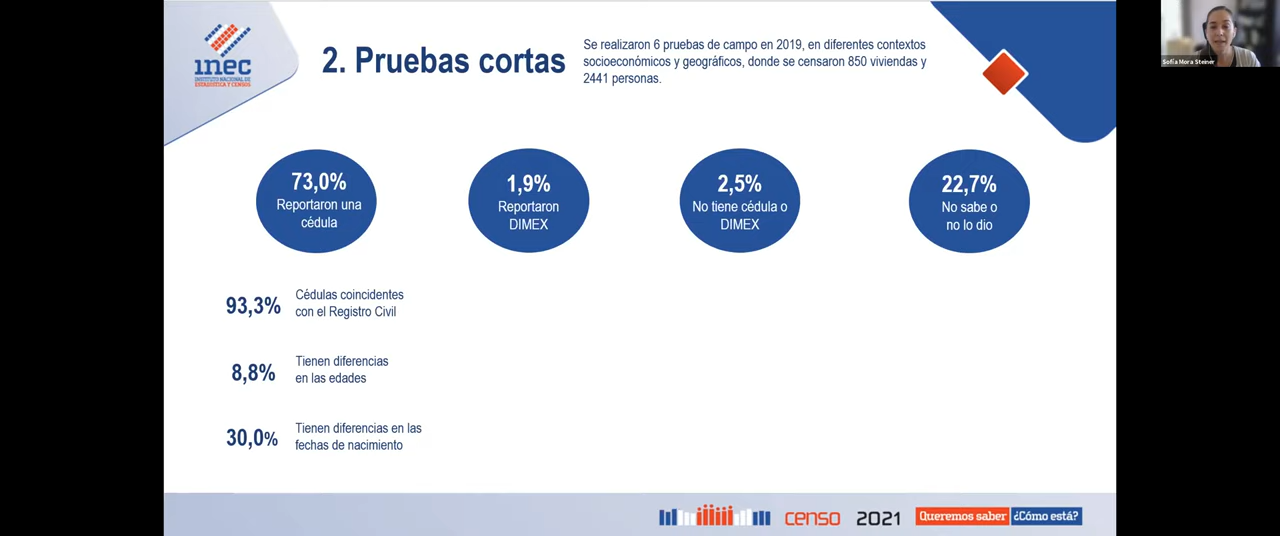 inec
INSTITUTO NACIONAL DE
ESTADÍSTICA Y CENSOS
2. Pruebas cortas
Se realizaron 6 pruebas de campo en 2019, en diferentes contextos
socioeconómicos y geográficos, donde se censaron 850 viviendas y
2441 personas.
Sofía Mora Steiner
73,0%
Reportaron una
cédula
1,9%
Reportaron
DIMEX
2,5%
No tiene cédula o
DIMEX
22,7%
No sabe o
no lo dio
93,3%
Cédulas coincidentes
con el Registro Civil
8,8%
Tienen diferencias
en las edades
30,0%
Tienen diferencias en las
fechas de nacimiento
censo 2021 Queremos saber ¿Cómo está?